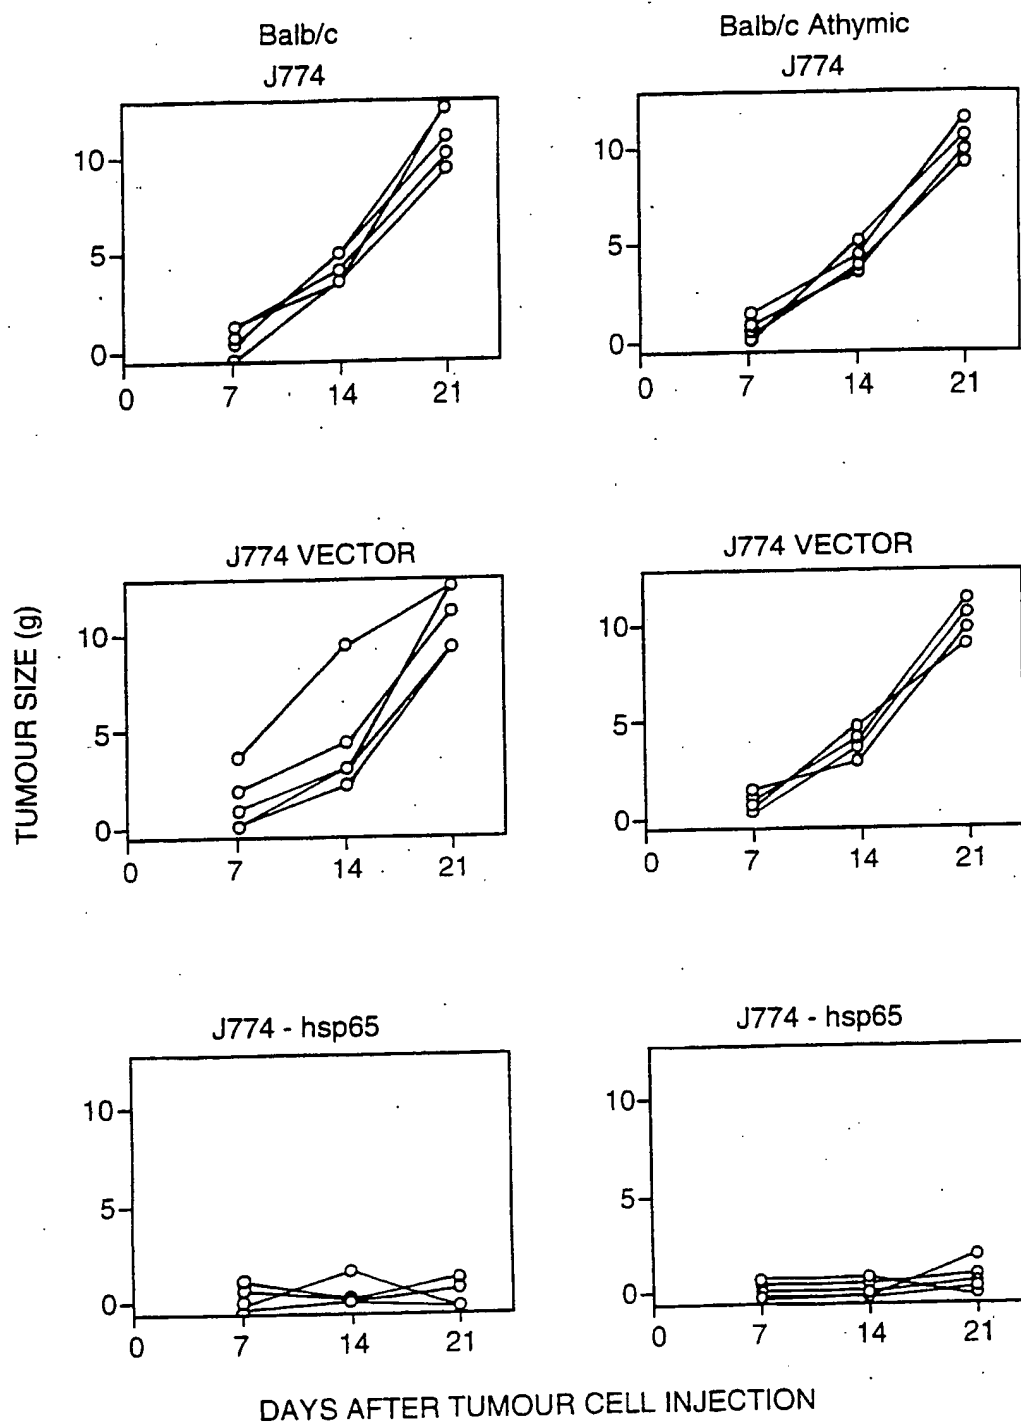 Balb/c
J774
10
5
0
0 7 14 21
Balb/c Athymic
J774
10
5
0
0 7 14 21
TUMOUR SIZE (g)
J774 VECTOR
10
5
0
0 7 14 21
J774 VECTOR
10
5
0
0 7 14 21
J774 - hsp65
10
5
0
0 7 14 21
J774 - hsp65
10
5
0
0 7 14 21
DAYS AFTER TUMOUR CELL INJECTION